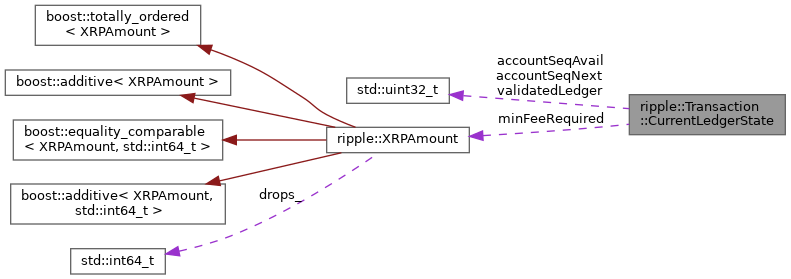 boost::totally_ordered
< XRPAmount >
boost::additive< XRPAmount >
boost::equality_comparable
< XRPAmount, std::int64_t >
boost::additive< XRPAmount,
std::int64_t >
std::int64_t
std::uint32_t
ripple::XRPAmount
drops_
accountSeqAvail
accountSeqNext
validatedLedger
minFeeRequired
ripple::Transaction
::CurrentLedgerState